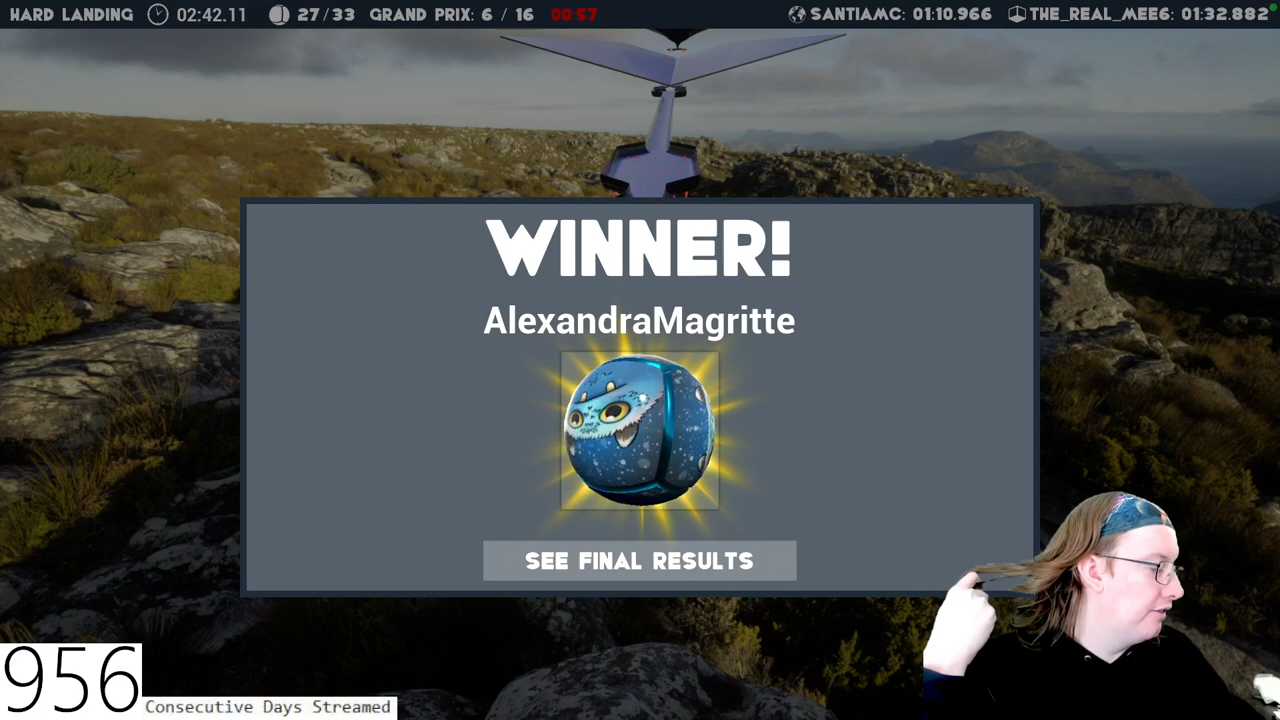 HARD LANDING 02:42.11 27/33 GRAND PRIX: 6 / 16 00:57 SANTIAMC: 01:10.966 THE_REAL_MEE6: 01:32.882
WINNER!
AlexandraMagritte
SEE FINAL RESULTS
956 Consecutive Days Streamed